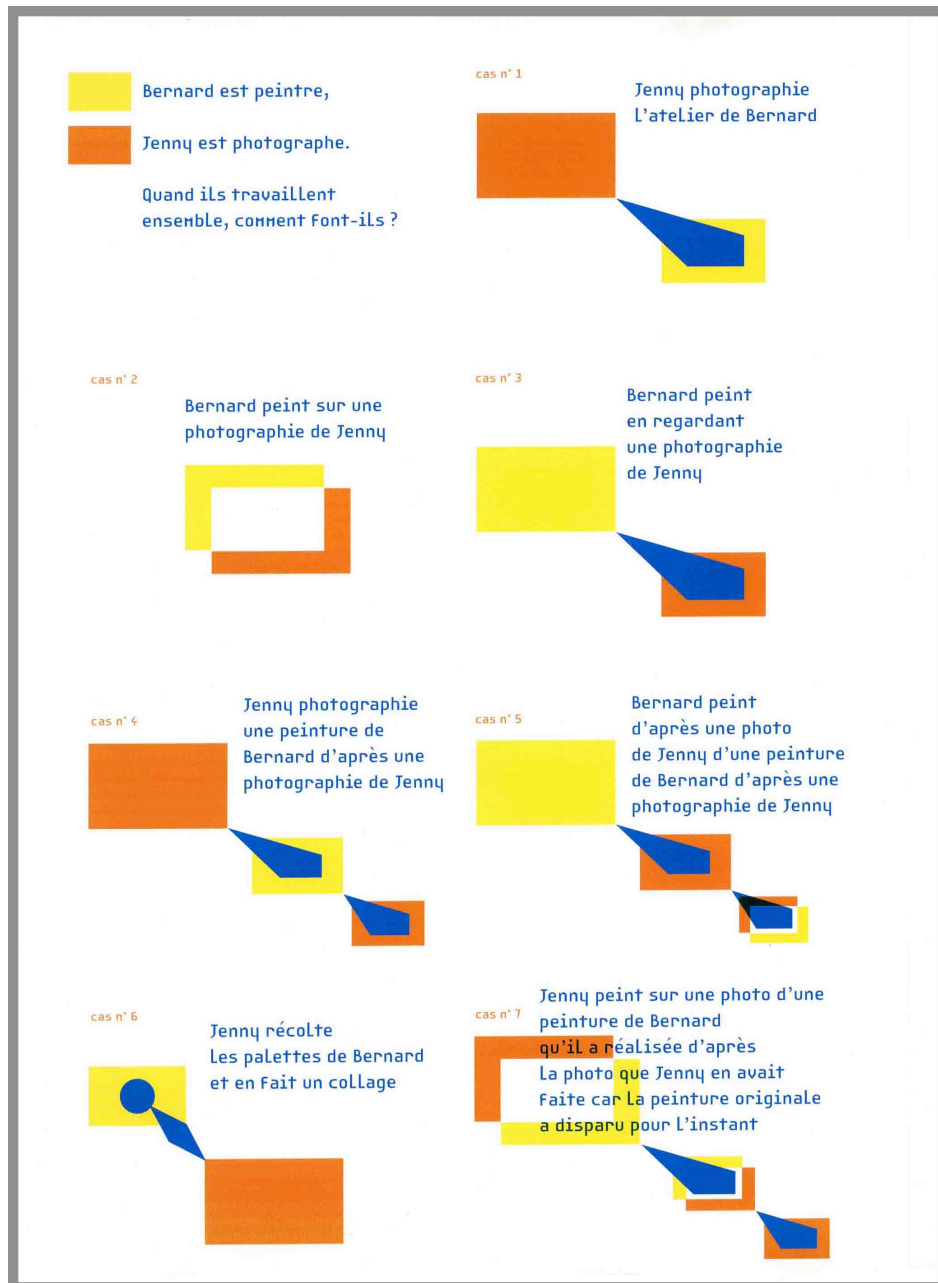 Bernard est peintre,
Jenny est photographe.
Quand ils travaillent
ensemble, comment font-ils ?
cas n° 1
Jenny photographie
l'atelier de Bernard
cas n° 2
Bernard peint sur une
photographie de Jenny
cas n° 3
Bernard peint
en regardant
une photographie
de Jenny
cas n° 4
Jenny photographie
une peinture de
Bernard d'après une
photographie de Jenny
cas n° 5
Bernard peint
d'après une photo
de Jenny d'une peinture
de Bernard d'après une
photographie de Jenny
cas n° 6
Jenny récolte
les palettes de Bernard
et en fait un collage
cas n° 7
Jenny peint sur une photo d'une
peinture de Bernard
qu'il a réalisée d'après
la photo que Jenny en avait
faite car la peinture originale
a disparu pour l'instant